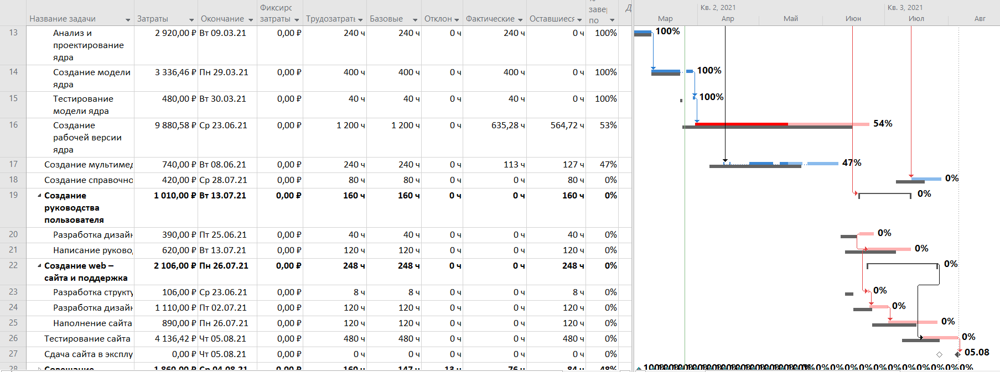 Фиксирс
%
завер
Д
Кв. 2, 2021
Кв. 3, 2021
Название задачи
Затраты
Окончание
затраты
Трудозатраты
Базовые
Отклон
Фактические
Оставшиеся
по
Мар
Апр
Май
Июн
Июл
Авг
13 Анализ и проектирование ядра 2 920,00 ₽ Вт 09.03.21 0,00 ₽ 240 ч 240 ч 0 ч 240 ч 0 ч 100% 100%
14 Создание модели ядра 3 336,46 ₽ Пн 29.03.21 0,00 ₽ 400 ч 400 ч 0 ч 400 ч 0 ч 100% 100%
15 Тестирование модели ядра 480,00 ₽ Вт 30.03.21 0,00 ₽ 40 ч 40 ч 0 ч 40 ч 0 ч 100% 100%
16 Создание рабочей версии ядра 9 880,58 ₽ Ср 23.06.21 0,00 ₽ 1 200 ч 1 200 ч 0 ч 635,28 ч 564,72 ч 53% 54%
17 Создание мультимед 740,00 ₽ Вт 08.06.21 0,00 ₽ 240 ч 240 ч 0 ч 113 ч 127 ч 47% 47%
18 Создание справочно 420,00 ₽ Ср 28.07.21 0,00 ₽ 80 ч 80 ч 0 ч 0 ч 80 ч 0% 0%
19 Создание руководства пользователя 1 010,00 ₽ Вт 13.07.21 0,00 ₽ 160 ч 160 ч 0 ч 0 ч 160 ч 0% 0%
20 Разработка дизайн 390,00 ₽ Пт 25.06.21 0,00 ₽ 40 ч 40 ч 0 ч 0 ч 40 ч 0% 0%
21 Написание руково, 620,00 ₽ Вт 13.07.21 0,00 ₽ 120 ч 120 ч 0 ч 0 ч 120 ч 0% 0%
22 Создание web – сайта и поддержка 2 106,00 ₽ Пн 26.07.21 0,00 ₽ 248 ч 248 ч 0 ч 0 ч 248 ч 0% 0%
23 Разработка структу 106,00 ₽ Ср 23.06.21 0,00 ₽ 8 ч 8 ч 0 ч 0 ч 8 ч 0% 0%
24 Разработка дизайн 1 110,00 ₽ Пт 02.07.21 0,00 ₽ 120 ч 120 ч 0 ч 0 ч 120 ч 0% 0%
25 Наполнение сайта 890,00 ₽ Пн 26.07.21 0,00 ₽ 120 ч 120 ч 0 ч 0 ч 120 ч 0% 0%
26 Тестирование сайта 4 136,42 ₽ Чт 05.08.21 0,00 ₽ 480 ч 480 ч 0 ч 0 ч 480 ч 0% 0%
27 Сдача сайта в эксплу 0,00 ₽ Чт 05.08.21 0,00 ₽ 0 ч 0 ч 0 ч 0 ч 0 ч 0% 05.08
28 Совещание 1 860,00 ₽ Ср 04.08.21 0,00 ₽ 160 ч 147 ч 13 ч 76 ч 84 ч 48%
0% 0% 0% 0% 0% 0% 0% 0% 0% 0% 0%